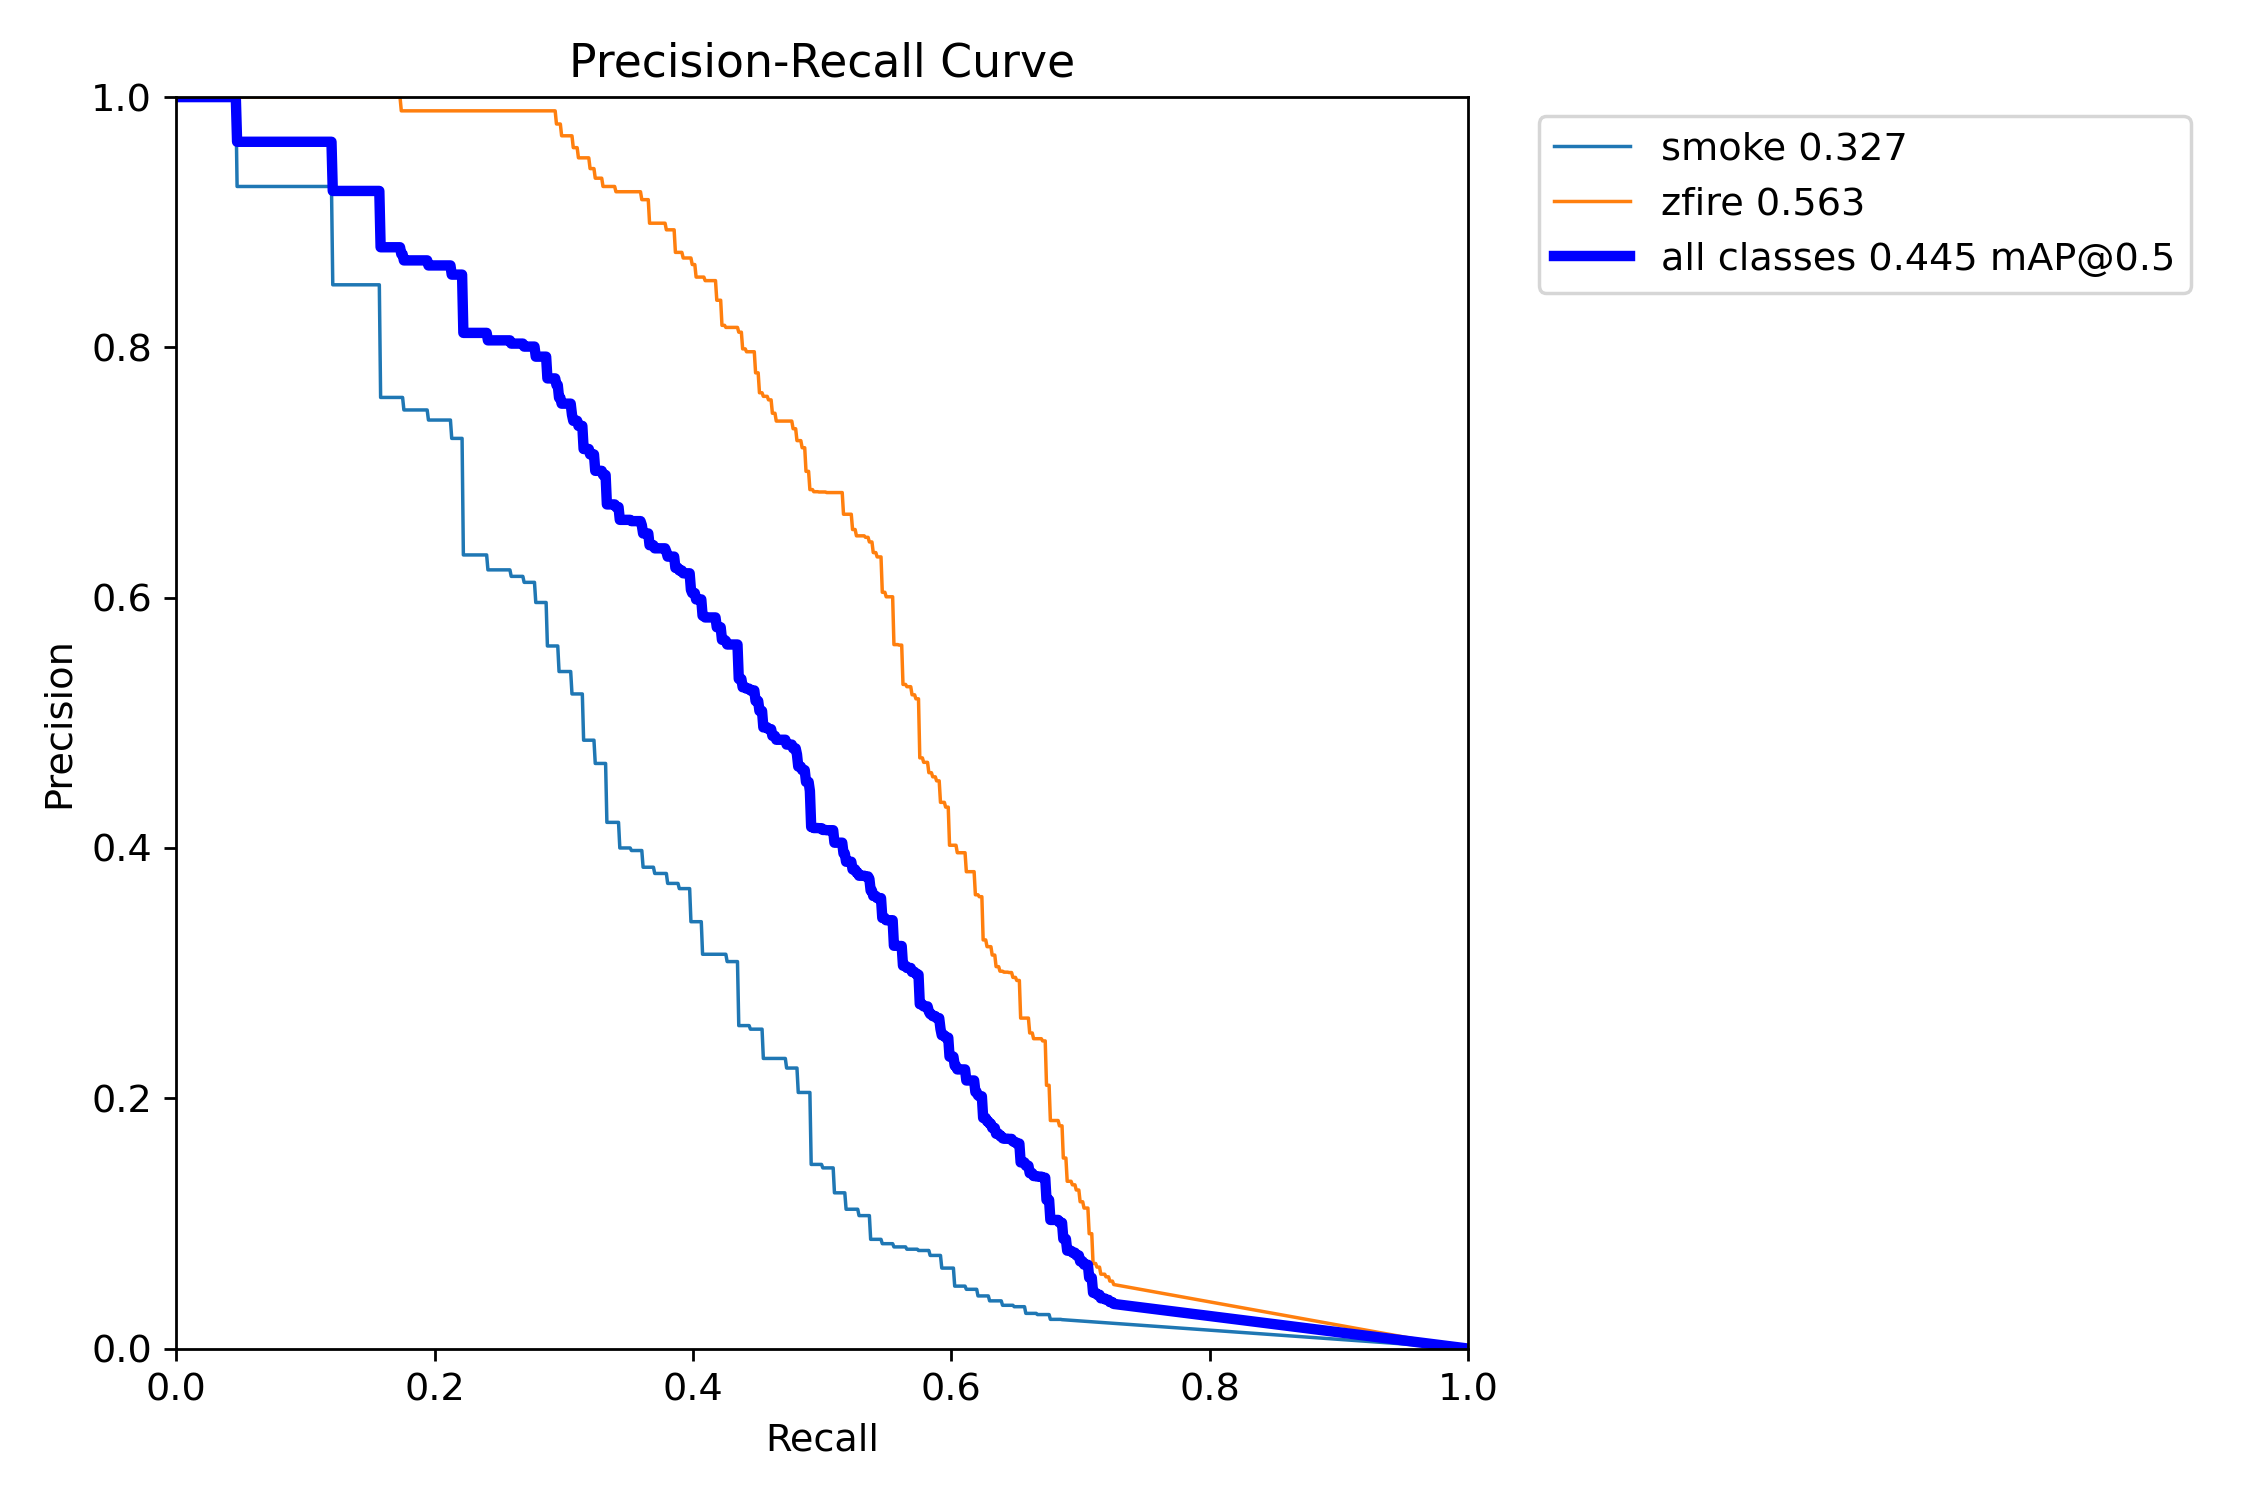 Precision-Recall Curve
smoke 0.327
zfire 0.563
all classes 0.445 mAP@0.5
Precision
1.0
0.8
0.6
0.4
0.2
0.0
0.0 0.2 0.4 0.6 0.8 1.0
Recall